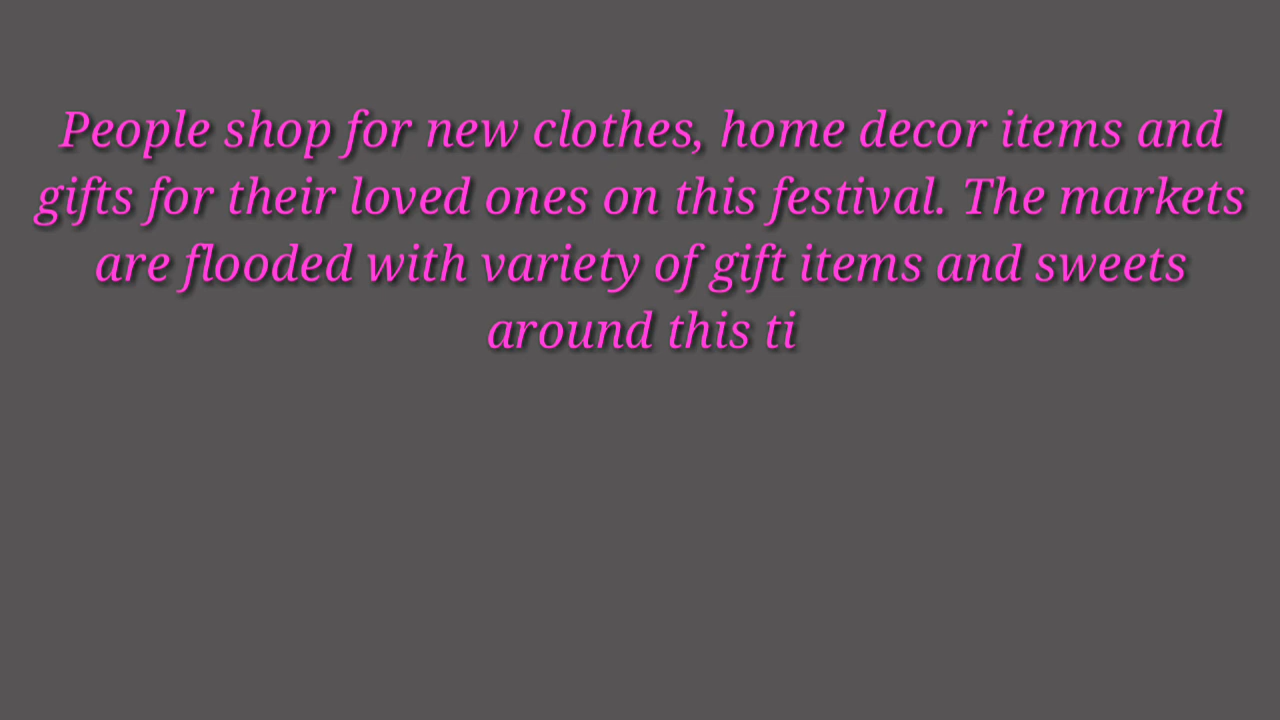 People shop for new clothes, home decor items and
gifts for their loved ones on this festival. The markets
are flooded with variety of gift items and sweets
around this ti